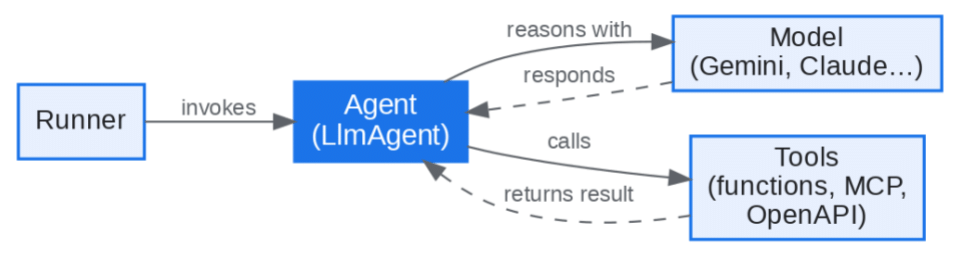 Runner
invokes
Agent
(LlmAgent)
reasons with
responds
Model
(Gemini, Claude...)
calls
returns result
Tools
(functions, MCP,
OpenAPI)